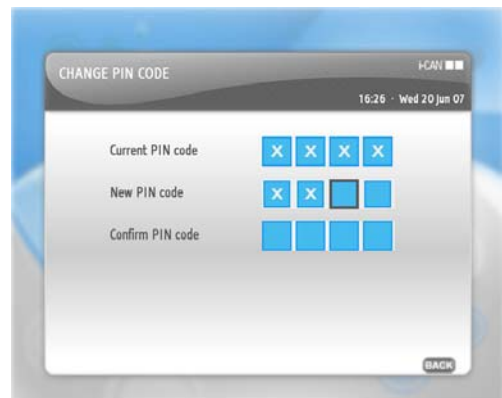 CHANGE PIN CODE
i-CAN
16:26 · Wed 20 Jun 07
Current PIN code X X X X
New PIN code X X
Confirm PIN code
BACK